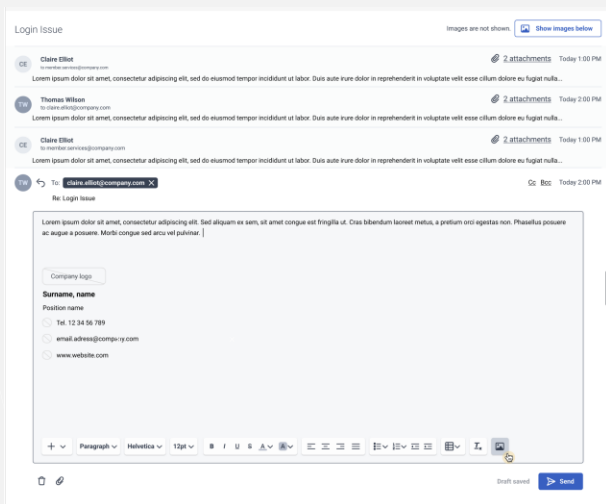 Login Issue
Images are not shown. Show images below
CE Claire Elliot 2 attachments Today 1:00 PM
to member.services@company.com
Lorem ipsum dolor sit amet, consectetur adipiscing elit, sed do eiusmod tempor incididunt ut labor. Duis aute irure dolor in reprehenderit in voluptate velit esse cillum dolore eu fugiat nulla...
TW Thomas Wilson 2 attachments Today 2:00 PM
to claire.elliot@company.com
Lorem ipsum dolor sit amet, consectetur adipiscing elit, sed do eiusmod tempor incididunt ut labor. Duis aute irure dolor in reprehenderit in voluptate velit esse cillum dolore eu fugiat nulla...
CE Claire Elliot 2 attachments Today 1:00 PM
to member.services@company.com
Lorem ipsum dolor sit amet, consectetur adipiscing elit, sed do eiusmod tempor incididunt ut labor. Duis aute irure dolor in reprehenderit in voluptate velit esse cillum dolore eu fugiat nulla...
TW To: claire.elliot@company.com X Cc Bcc Today 2:00 PM
Re: Login Issue
Lorem ipsum dolor sit amet, consectetur adipiscing elit. Sed aliquam ex sem, sit amet congue est fringilla ut. Cras bibendum laoreet metus, a pretium orci egestas non. Phasellus posuere
ac augue a posuere. Morbi congue sed arcu vel pulvinar.
Company logo
Surname, name
Position name
Tel. 12 34 56 789
email.adress@company.com
www.website.com
Paragraph Helvetica 12pt B I U S A A
Draft saved Send